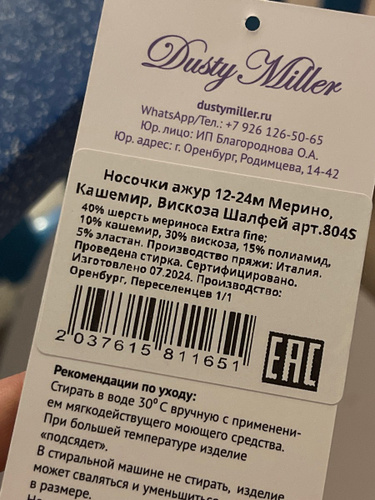 Dusty Miller
dustymiller.ru
WhatsApp/Тел.: +7 926 126-50-65
Юр. лицо: ИП Благороднова О.А.
Юр. адрес: г. Оренбург, Родимцева, 14-42
Носочки ажур 12-24м Мерино,
Кашемир, Вискоза Шалфей арт.804S
40% шерсть мериноса Extra fine;
10% кашемир, 30% вискоза, 15% полиамид,
5% эластан. Производство пряжи: Италия.
Проведена стирка. Сертифицировано.
Изготовлено 07.2024. Производство:
Оренбург, Переселенцев 1/1
2 037615 811651
EAC
Рекомендации по уходу:
Стирать в воде 30°С вручную с применени-
ем мягкодействующего моющего средства.
При большей температуре изделие
«подсядет».
В стиральной машине не стирать, изделие
может сваляться и уменьшиться
в размере.